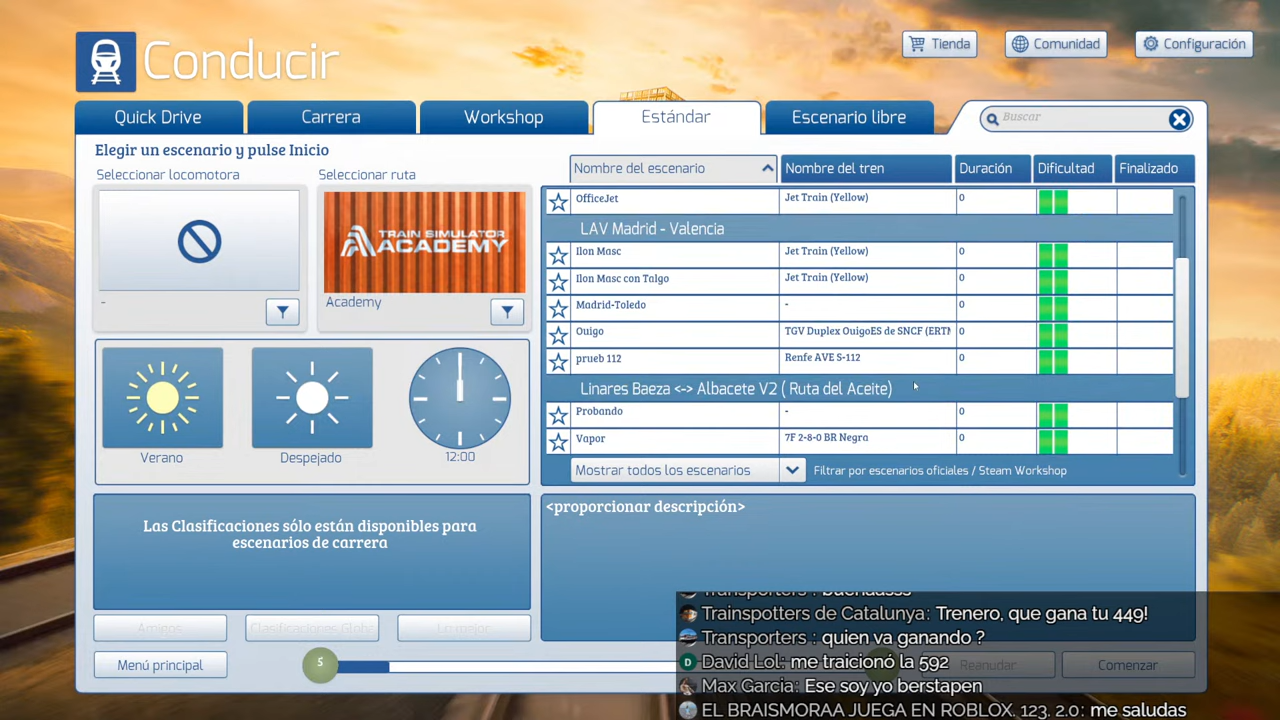 Conducir
Tienda
Comunidad
Configuración
Quick Drive
Carrera
Workshop
Estándar
Escenario libre
Buscar
Elegir un escenario y pulse Inicio
Seleccionar locomotora
Seleccionar ruta
TRAIN SIMULATOR
ACADEMY
-
Academy
Verano
Despejado
12:00
Nombre del escenario
Nombre del tren
Duración
Dificultad
Finalizado
OfficeJet
Jet Train (Yellow)
0
LAV Madrid - Valencia
Ilon Masc
Jet Train (Yellow)
0
Ilon Masc con Talgo
Jet Train (Yellow)
0
Madrid-Toledo
-
0
Ouigo
TGV Duplex OuigoES de SNCF (ERTM
0
prueb 112
Renfe AVE S-112
0
Linares Baeza <-> Albacete V2 ( Ruta del Aceite)
Probando
-
0
Vapor
7F 2-8-0 BR Negra
0
Mostrar todos los escenarios
Filtrar por escenarios oficiales / Steam Workshop
Las Clasificaciones sólo están disponibles para
escenarios de carrera
<proporcionar descripción>
Amigos
Clasificaciones Globa
Lo mejor
Menú principal
S
Reanudar
Comenzar
Transporters : buenaasss
Trainspotters de Catalunya: Trenero, que gana tu 449!
Transporters : quien va ganando ?
D David Lol: me traicionó la 592
Max Garcia: Ese soy yo berstapen
EL BRAISMORAA JUEGA EN ROBLOX. 123. 2.0: me saludas